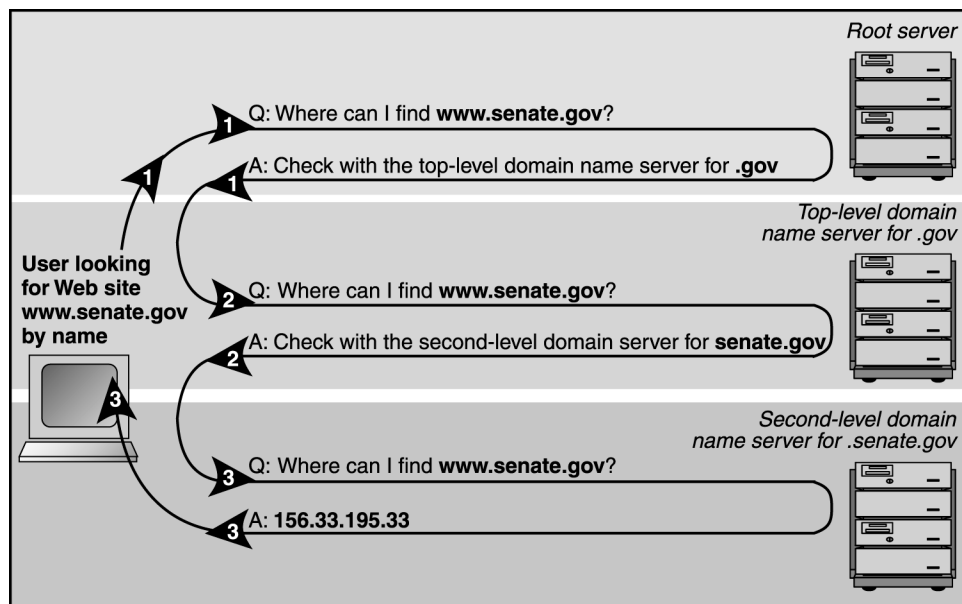 Root server
1
Q: Where can I find www.senate.gov?
1
A: Check with the top-level domain name server for .gov
1
Top-level domain
name server for .gov
User looking
for Web site
www.senate.gov
by name
2
Q: Where can I find www.senate.gov?
2
A: Check with the second-level domain server for senate.gov
3
Second-level domain
name server for .senate.gov
3
Q: Where can I find www.senate.gov?
3
A: 156.33.195.33